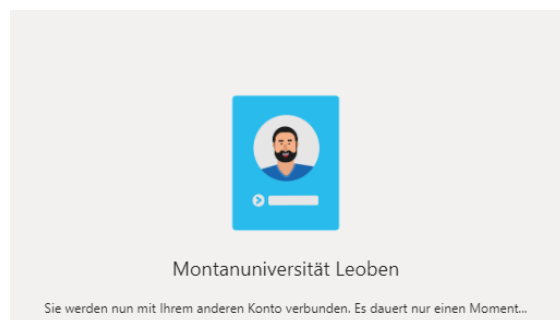 Montanuniversität Leoben
Sie werden nun mit Ihrem anderen Konto verbunden. Es dauert nur einen Moment...